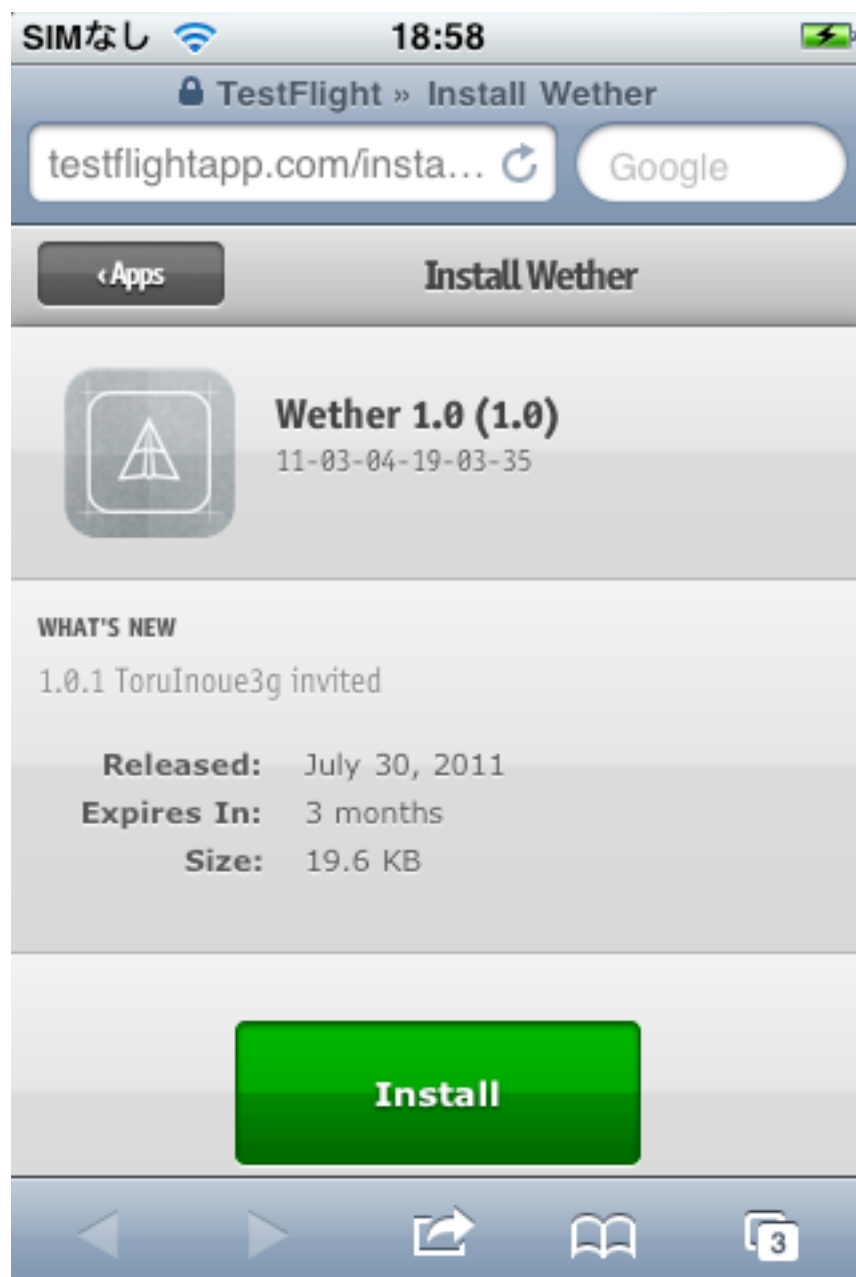 SIMなし 18:58
TestFlight » Install Wether
testflightapp.com/insta... Google
‹ Apps Install Wether
Wether 1.0 (1.0)
11-03-04-19-03-35
WHAT'S NEW
1.0.1 ToruInoue3g invited
Released: July 30, 2011
Expires In: 3 months
Size: 19.6 KB
Install
3